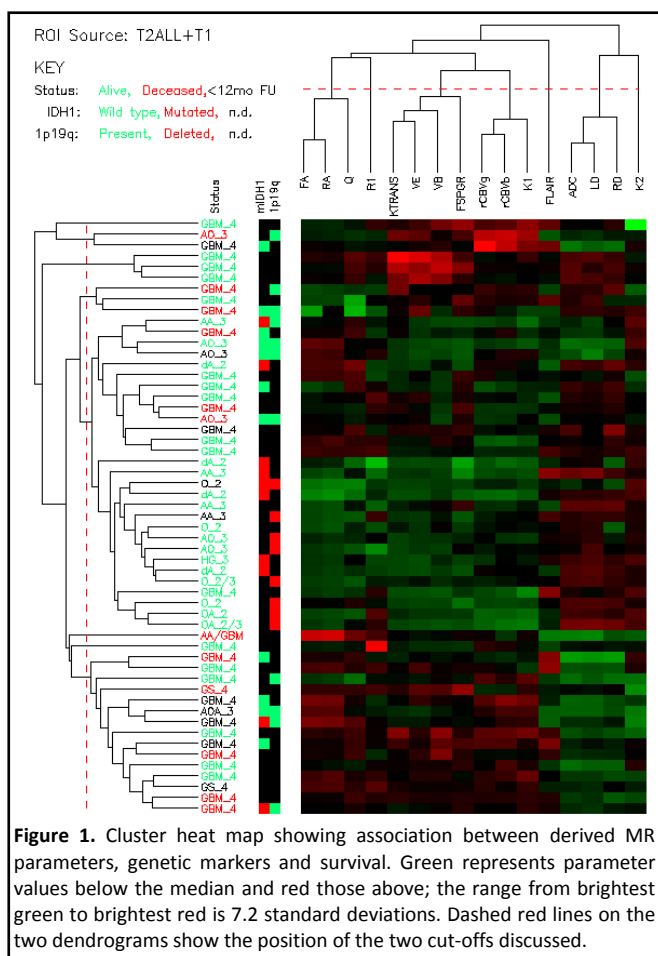 ROI Source: T2ALL+T1
KEY
Status: Alive, Deceased,<12mo FU
IDH1: Wild type, Mutated, n.d.
1p19q: Present, Deleted, n.d.
Status
mIDH1
1p19q
FA
RA
Q
R1
KTRANS
VE
VB
FSPGR
rCBVg
rCBVb
K1
FLAIR
ADC
LD
RD
K2
GBM_4
AO_3
GBM_4
GBM_4
GBM_4
GBM_4
GBM_4
GBM_4
GBM_4
AA_3
GBM_4
AO_3
AO_3
dA_2
GBM_4
GBM_4
GBM_4
GBM_4
AO_3
GBM_4
GBM_4
GBM_4
dA_2
AA_3
O_2
dA_2
AA_3
AA_3
O_2
AO_3
AO_3
HG_3
dA_2
O_2/3
GBM_4
O_2
OA_2
OA_2/3
AA/GBM
GBM_4
GBM_4
GBM_4
GBM_4
GS_4
GBM_4
AOA_3
GBM_4
GBM_4
GBM_4
GBM_4
GBM_4
GBM_4
GS_4
GBM_4
GBM_4
Figure 1. Cluster heat map showing association between derived MR
parameters, genetic markers and survival. Green represents parameter
values below the median and red those above; the range from brightest
green to brightest red is 7.2 standard deviations. Dashed red lines on the
two dendrograms show the position of the two cut-offs discussed.